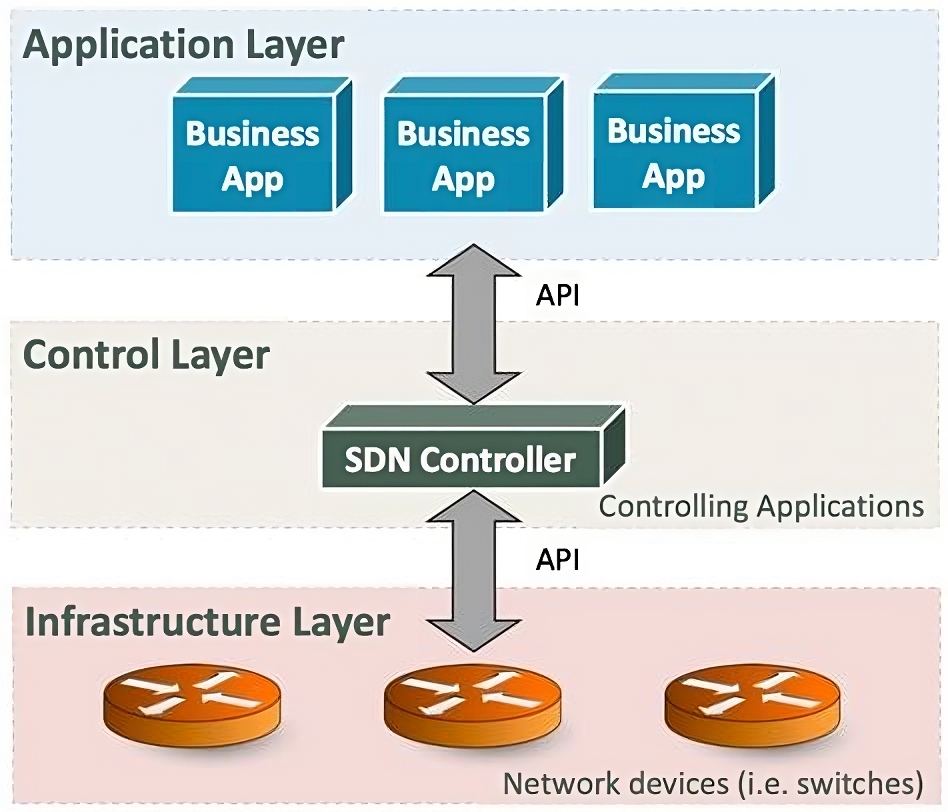 Application Layer
Business
App
Business
App
Business
App
API
Control Layer
SDN Controller
Controlling Applications
API
Infrastructure Layer
Network devices (i.e. switches)